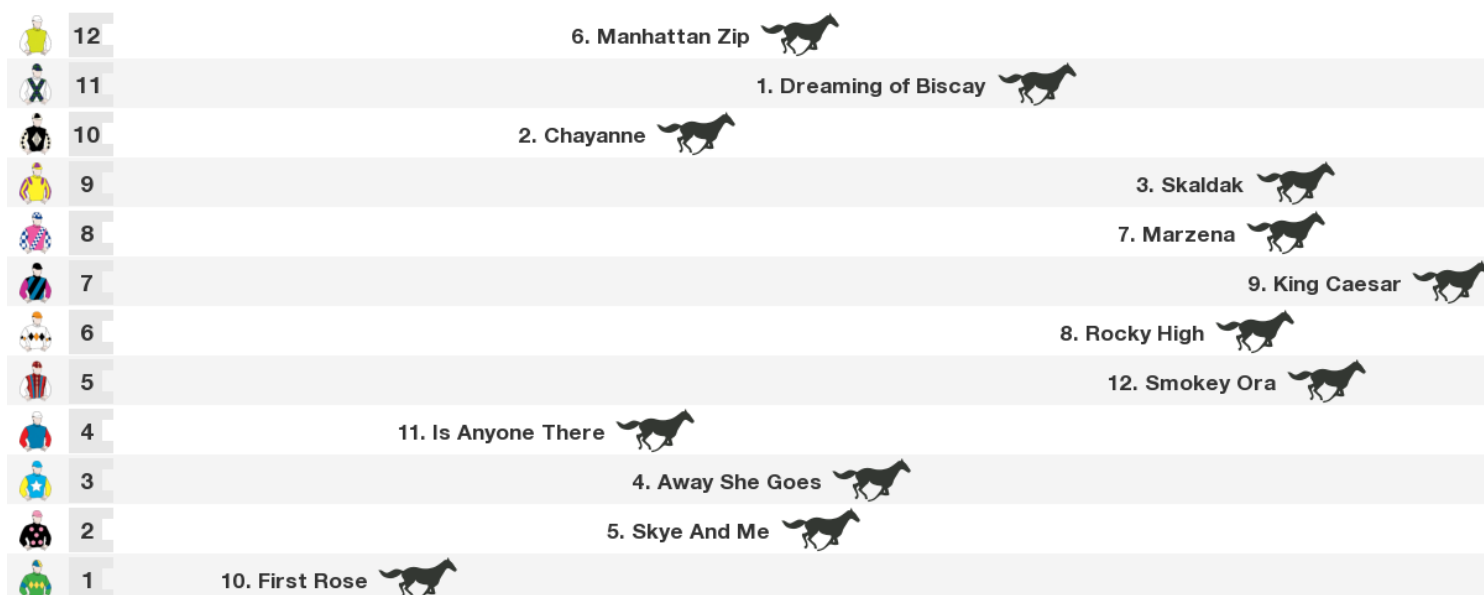 12 6. Manhattan Zip
11 1. Dreaming of Biscay
10 2. Chayanne
9 3. Skaldak
8 7. Marzena
7 9. King Caesar
6 8. Rocky High
5 12. Smokey Ora
4 11. Is Anyone There
3 4. Away She Goes
2 5. Skye And Me
1 10. First Rose